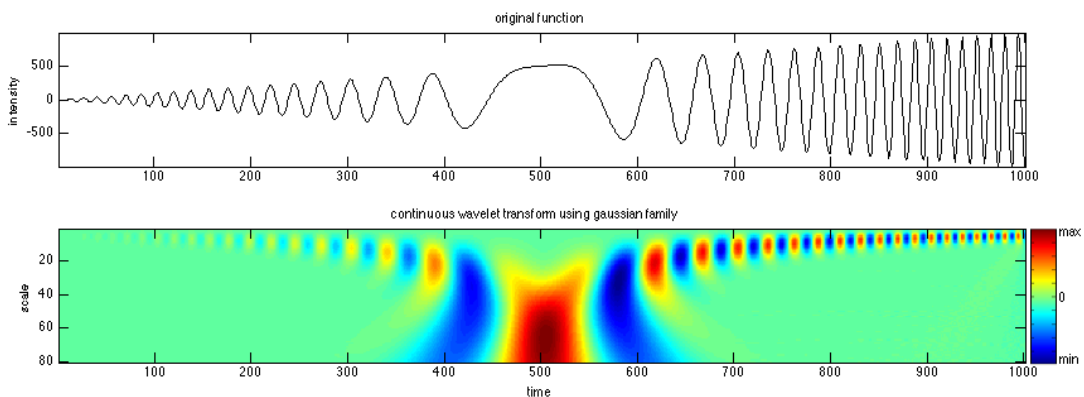 original function
intensity
500
0
-500
100 200 300 400 500 600 700 800 900 1000
continuous wavelet transform using gaussian family
scale
20
40
60
80
100 200 300 400 500 600 700 800 900 1000
time
max
0
min